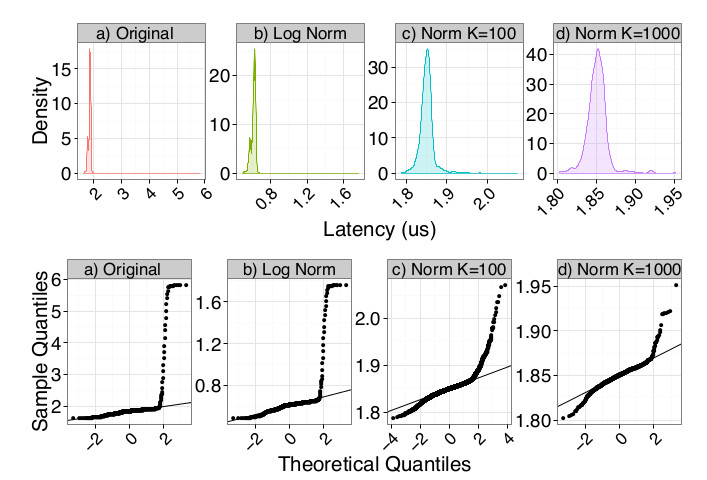 a) Original
b) Log Norm
c) Norm K=100
d) Norm K=1000
Density
15
10
5
0
20
10
0
30
20
10
0
40
30
20
10
0
2 3 4 5 6
0.8 1.2 1.6
1.8 1.9 2.0
1.80 1.85 1.90 1.95
Latency (us)
a) Original
b) Log Norm
c) Norm K=100
d) Norm K=1000
Sample Quantiles
6
5
4
3
2
1.6
1.2
0.8
2.0
1.9
1.8
1.95
1.90
1.85
1.80
−2 0 2
−2 0 2
−4 −2 0 2 4
−2 0 2
Theoretical Quantiles